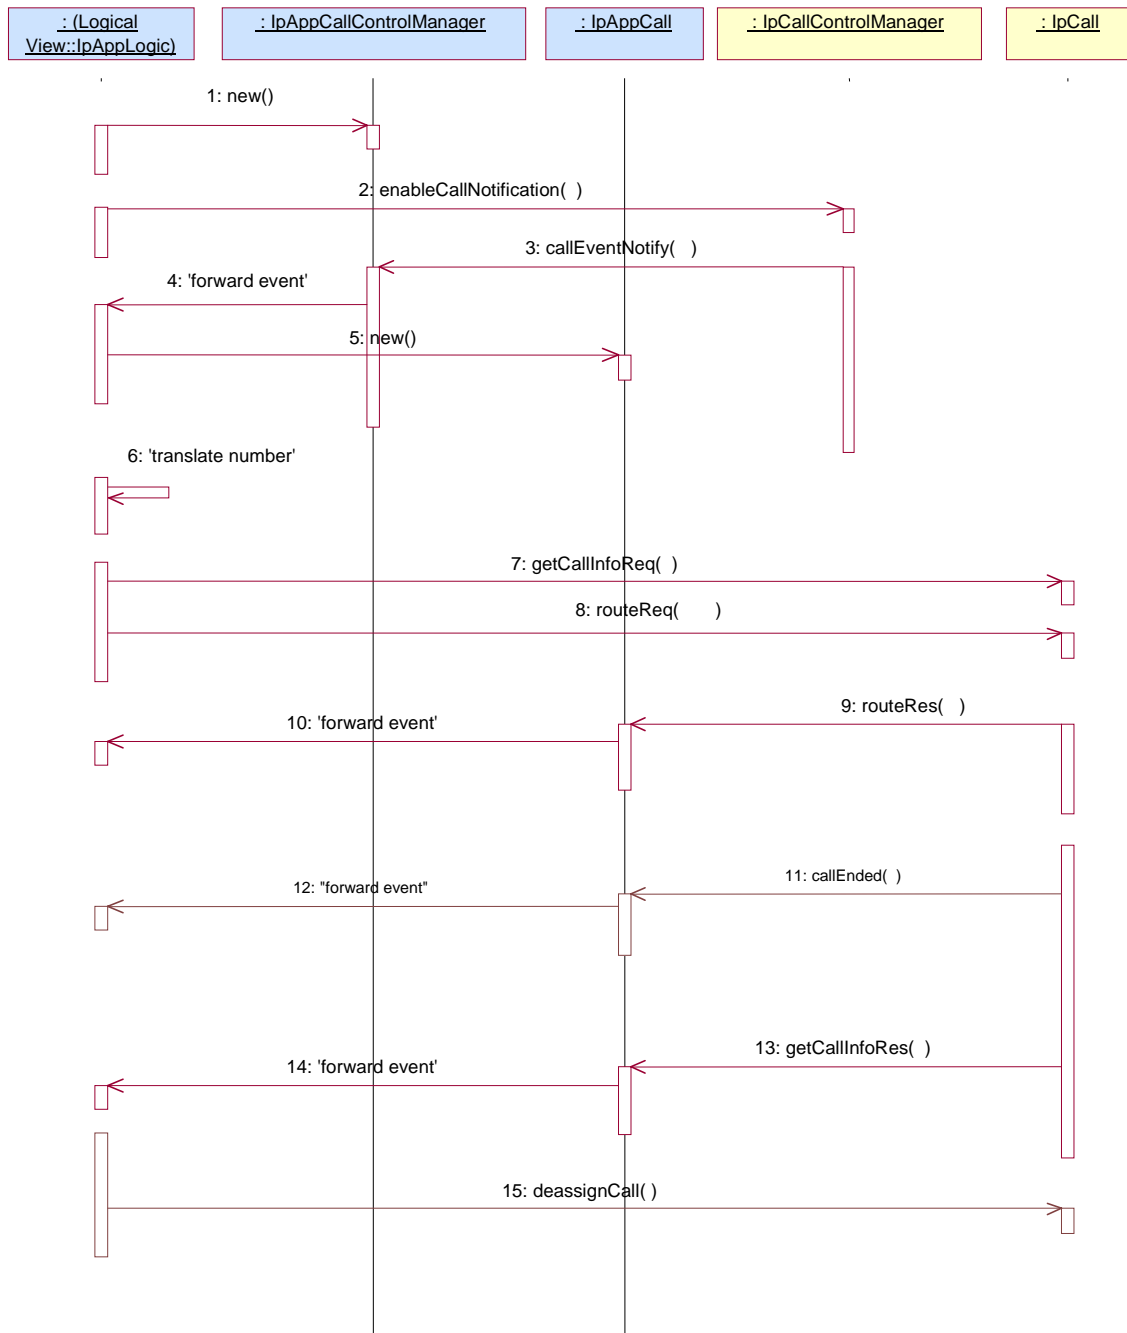 : (Logical
View::IpAppLogic)
: IpAppCallControlManager
: IpAppCall
: IpCallControlManager
: IpCall
1: new()
2: enableCallNotification(  )
3: callEventNotify(   )
4: 'forward event'
5: new()
6: 'translate number'
7: getCallInfoReq(  )
8: routeReq(       )
9: routeRes(    )
10: 'forward event'
11: callEnded(  )
12: "forward event"
13: getCallInfoRes(  )
14: 'forward event'
15: deassignCall( )